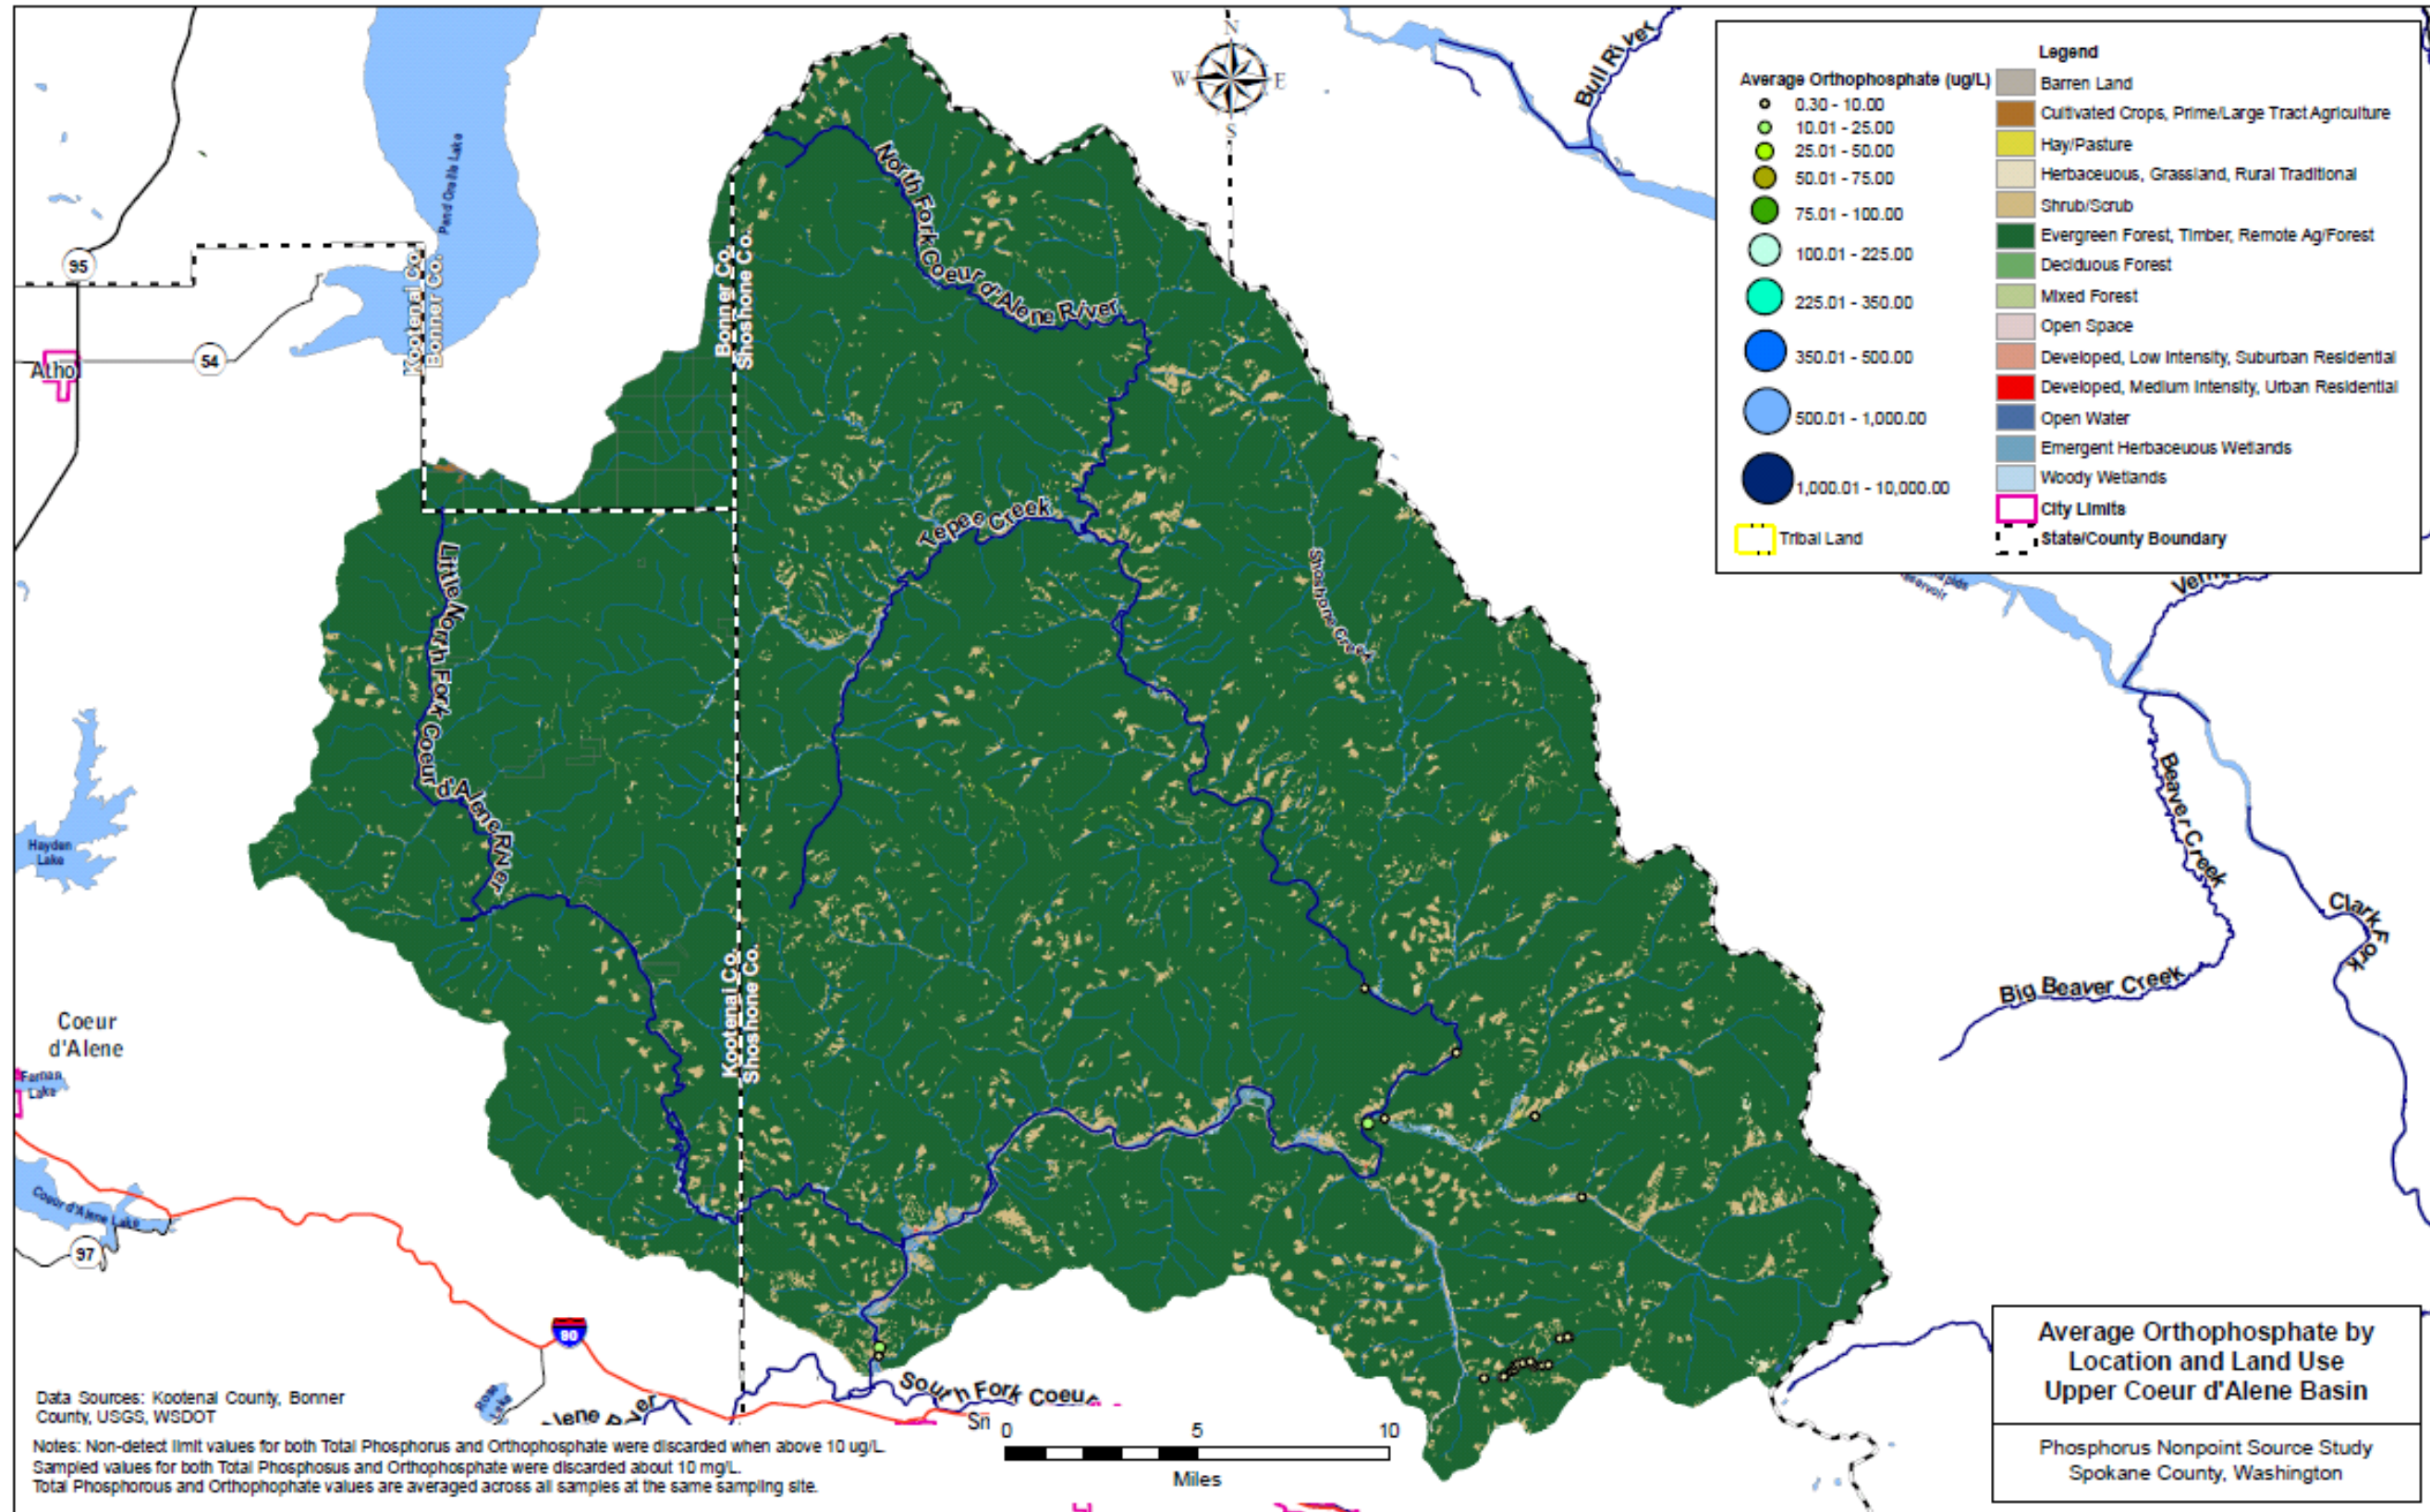 N
W
E
S
Bull River
Legend
Average Orthophosphate (ug/L)
0.30 - 10.00
10.01 - 25.00
25.01 - 50.00
50.01 - 75.00
75.01 - 100.00
100.01 - 225.00
225.01 - 350.00
350.01 - 500.00
500.01 - 1,000.00
1,000.01 - 10,000.00
Tribal Land
Barren Land
Cultivated Crops, Prime/Large Tract Agriculture
Hay/Pasture
Herbaceuous, Grassland, Rural Traditional
Shrub/Scrub
Evergreen Forest, Timber, Remote Ag/Forest
Deciduous Forest
Mixed Forest
Open Space
Developed, Low Intensity, Suburban Residential
Developed, Medium Intensity, Urban Residential
Open Water
Emergent Herbaceuous Wetlands
Woody Wetlands
City Limits
State/County Boundary
Pend Oreille Lake
95
54
Athol
Kootenai Co.
Bonner Co.
Bonner Co.
Shoshone Co.
North Fork Coeur d'Alene River
Tepee Creek
Shoshone Creek
Little North Fork Coeur d'Alene River
Hayden
Lake
Kootenai Co.
Shoshone Co.
Coeur
d'Alene
Fernan
Lake
Coeur d'Alene Lake
97
90
Rose
Lake
Beaver Creek
Clark Fork
Big Beaver Creek
South Fork Coeur
Data Sources: Kootenai County, Bonner
County, USGS, WSDOT
Notes: Non-detect limit values for both Total Phosphorus and Orthophosphate were discarded when above 10 ug/L.
Sampled values for both Total Phosphosus and Orthophosphate were discarded about 10 mg/L.
Total Phosphorous and Orthophophate values are averaged across all samples at the same sampling site.
0 5 10
Miles
Average Orthophosphate by
Location and Land Use
Upper Coeur d'Alene Basin
Phosphorus Nonpoint Source Study
Spokane County, Washington